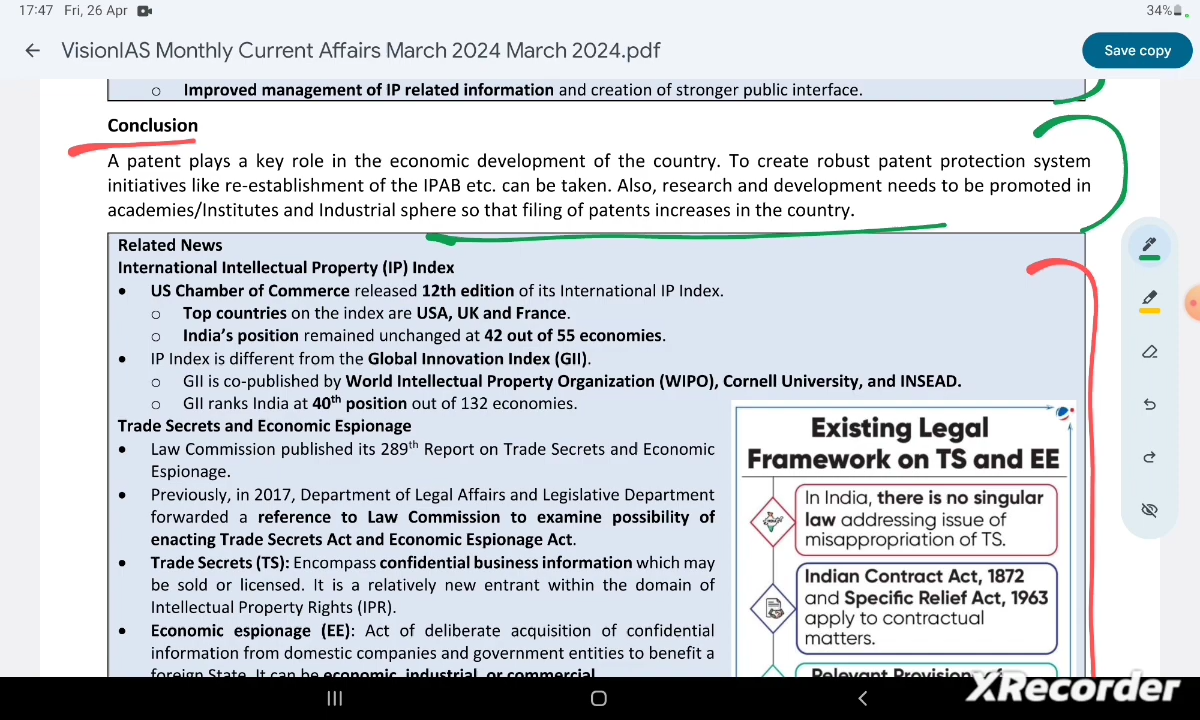 17:47 Fri, 26 Apr
34%
VisionIAS Monthly Current Affairs March 2024 March 2024.pdf
Save copy
o Improved management of IP related information and creation of stronger public interface.
Conclusion
A patent plays a key role in the economic development of the country. To create robust patent protection system
initiatives like re-establishment of the IPAB etc. can be taken. Also, research and development needs to be promoted in
academies/Institutes and Industrial sphere so that filing of patents increases in the country.
Related News
International Intellectual Property (IP) Index
• US Chamber of Commerce released 12th edition of its International IP Index.
o Top countries on the index are USA, UK and France.
o India's position remained unchanged at 42 out of 55 economies.
• IP Index is different from the Global Innovation Index (GII).
o GII is co-published by World Intellectual Property Organization (WIPO), Cornell University, and INSEAD.
o GII ranks India at 40th position out of 132 economies.
Trade Secrets and Economic Espionage
• Law Commission published its 289th Report on Trade Secrets and Economic
Espionage.
• Previously, in 2017, Department of Legal Affairs and Legislative Department
forwarded a reference to Law Commission to examine possibility of
enacting Trade Secrets Act and Economic Espionage Act.
• Trade Secrets (TS): Encompass confidential business information which may
be sold or licensed. It is a relatively new entrant within the domain of
Intellectual Property Rights (IPR).
• Economic espionage (EE): Act of deliberate acquisition of confidential
information from domestic companies and government entities to benefit a
foreign State. It can be economic, industrial, or commercial
Existing Legal
Framework on TS and EE
In India, there is no singular
law addressing issue of
misappropriation of TS.
Indian Contract Act, 1872
and Specific Relief Act, 1963
apply to contractual
matters.
Relevant Provision
XRecorder